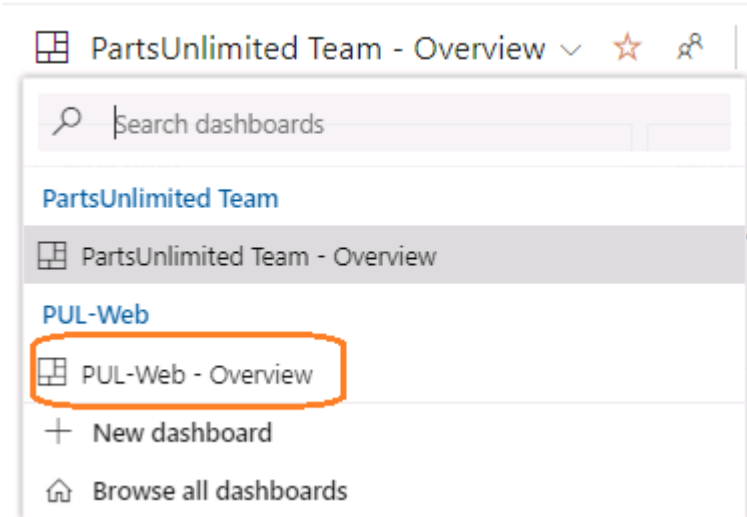 PartsUnlimited Team - Overview
Search dashboards
PartsUnlimited Team
PartsUnlimited Team - Overview
PUL-Web
PUL-Web - Overview
New dashboard
Browse all dashboards